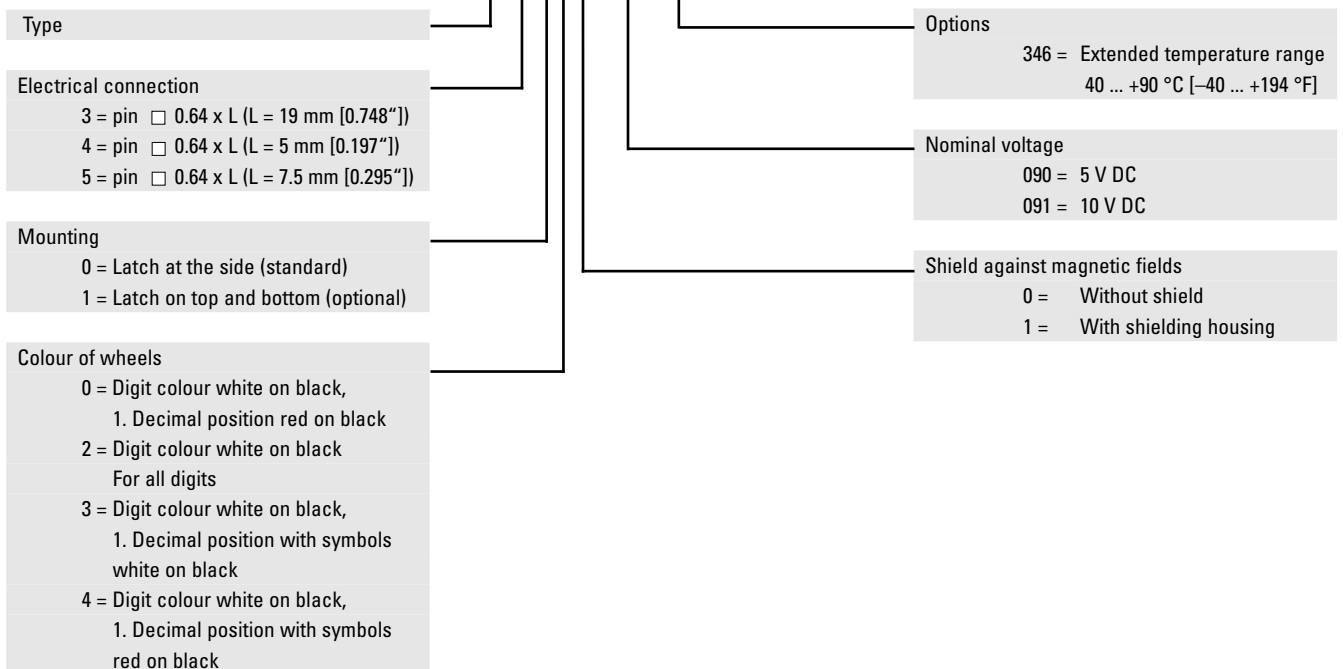 Type
Electrical connection
3 = pin □ 0.64 x L (L = 19 mm [0.748“])
4 = pin □ 0.64 x L (L = 5 mm [0.197“])
5 = pin □ 0.64 x L (L = 7.5 mm [0.295“])
Mounting
0 = Latch at the side (standard)
1 = Latch on top and bottom (optional)
Colour of wheels
0 = Digit colour white on black,
1. Decimal position red on black
2 = Digit colour white on black
For all digits
3 = Digit colour white on black,
1. Decimal position with symbols
white on black
4 = Digit colour white on black,
1. Decimal position with symbols
red on black
Options
346 = Extended temperature range
40 ... +90 °C [–40 ... +194 °F]
Nominal voltage
090 = 5 V DC
091 = 10 V DC
Shield against magnetic fields
0 = Without shield
1 = With shielding housing